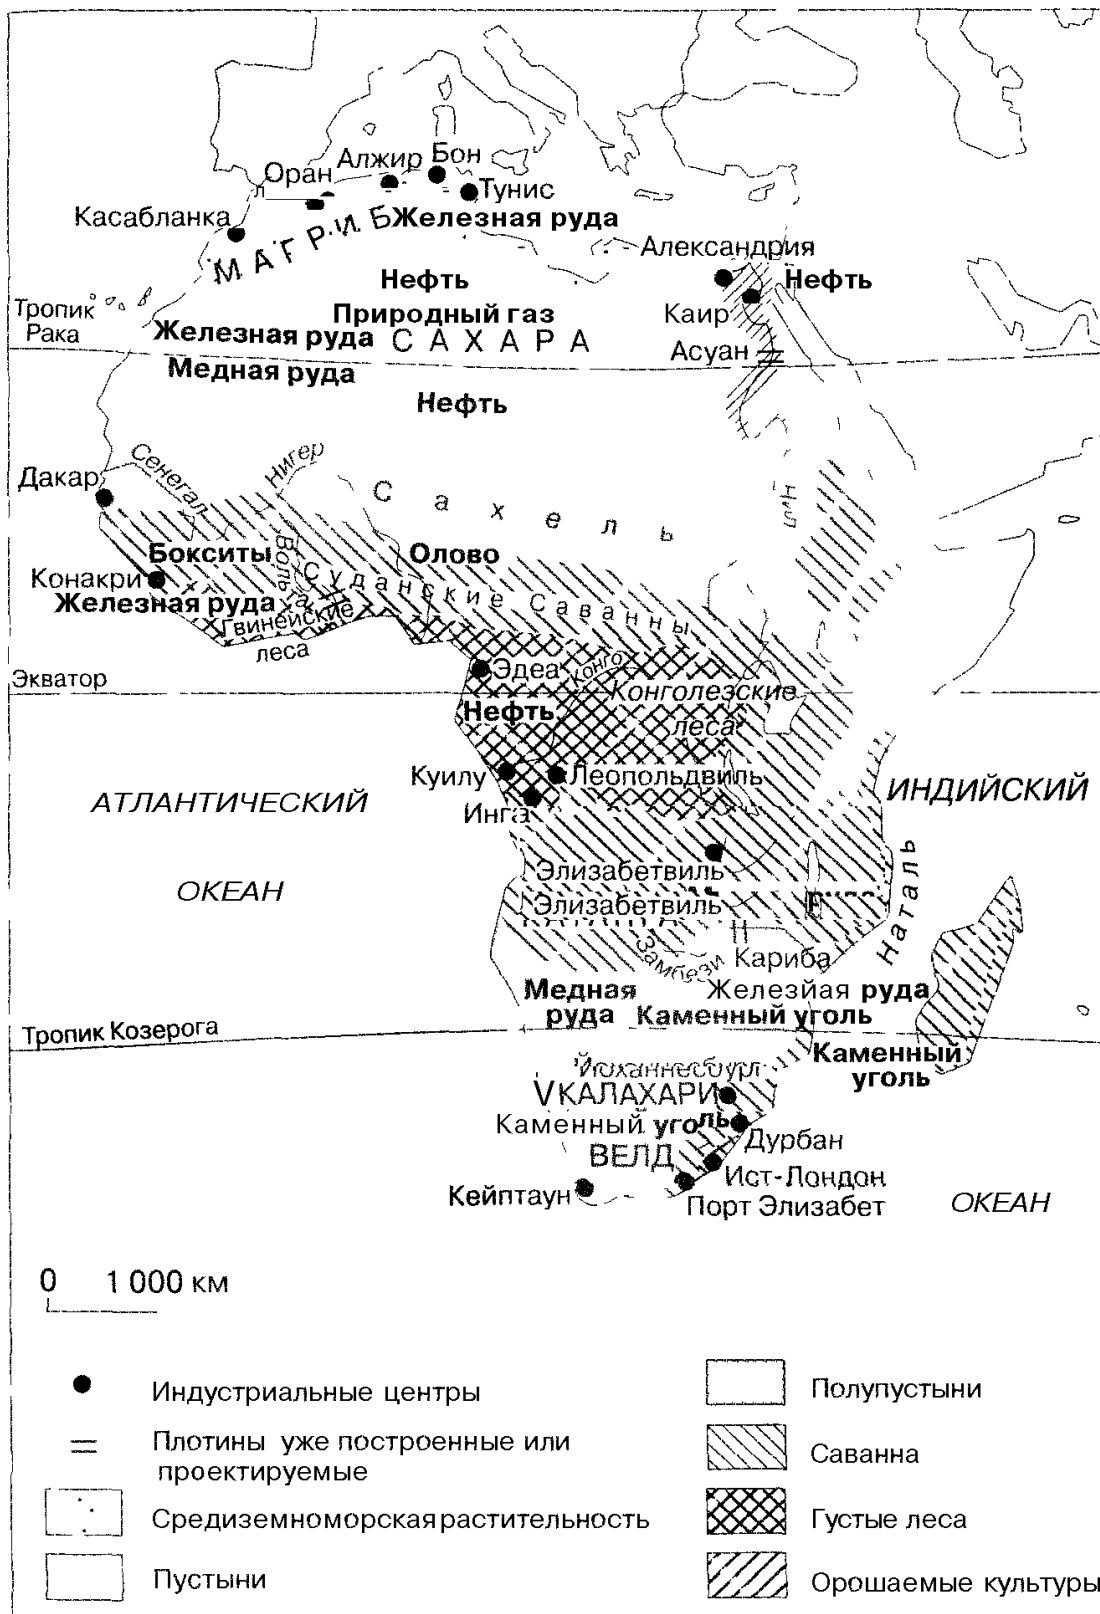 Оран
Алжир
Бон
Тунис
Касабланка
МАГРИБ
Железная руда
Александрия
Нефть
Нефть
Природный газ
Каир
Тропик
Рака
Железная руда
САХАРА
Асуан
Медная руда
Нефть
Дакар
Сенегал
Нигер
Сахель
Нил
Бокситы
Вольта
Олово
Конакри
Суданские Саванны
Железная руда
Гвинейские
леса
Эдеа
Конго
Экватор
Конголезские
леса
Нефть
Куилу
Леопольдвиль
Инга
АТЛАНТИЧЕСКИЙ
ОКЕАН
ИНДИЙСКИЙ
Элизабетвиль
Элизабетвиль
Наталь
Замбези
Кариба
Медная
руда
Железйая руда
Каменный уголь
Тропик Козерога
Каменный
уголь
Йоханнесбург
VКАЛАХАРИ
Каменный уголь
ВЕЛД
Дурбан
Ист-Лондон
Кейптаун
Порт Элизабет
ОКЕАН
0 1 000 км
Индустриальные центры
Плотины уже построенные или
проектируемые
Средиземноморская растительность
Пустыни
Полупустыни
Саванна
Густые леса
Орошаемые культуры